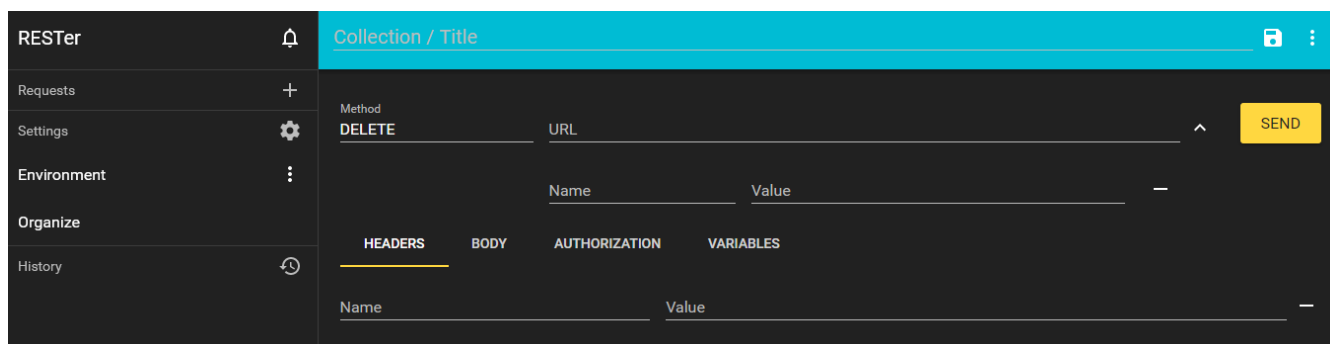 RESTer
Collection / Title
Requests
Settings
Environment
Organize
History
Method
DELETE
URL
SEND
Name
Value
HEADERS
BODY
AUTHORIZATION
VARIABLES
Name
Value